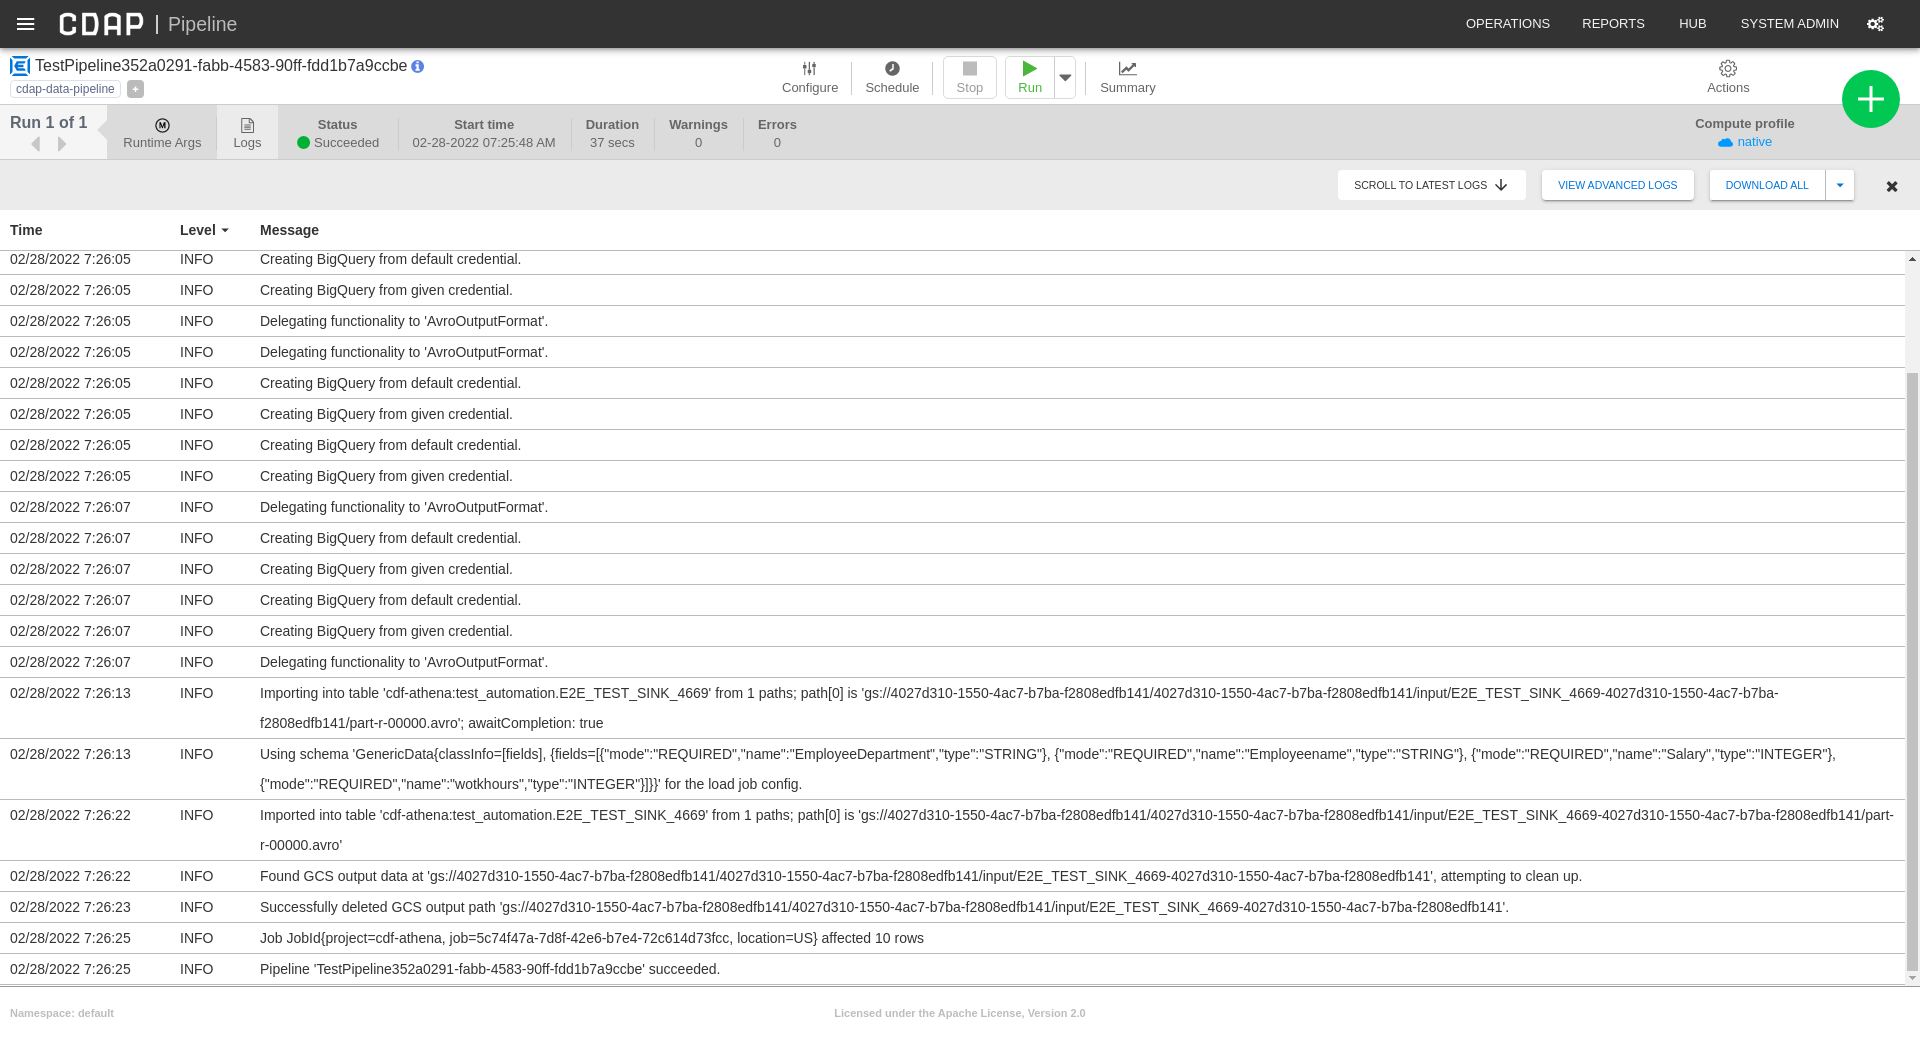 CDAP | Pipeline OPERATIONS REPORTS HUB SYSTEM ADMIN
TestPipeline352a0291-fabb-4583-90ff-fdd1b7a9ccbe
cdap-data-pipeline +
Configure Schedule Stop Run Summary Actions
Run 1 of 1
Runtime Args Logs
Status Start time Duration Warnings Errors Compute profile
Succeeded 02-28-2022 07:25:48 AM 37 secs 0 0 native
SCROLL TO LATEST LOGS VIEW ADVANCED LOGS DOWNLOAD ALL
Time Level Message
02/28/2022 7:26:05 INFO Creating BigQuery from default credential.
02/28/2022 7:26:05 INFO Creating BigQuery from given credential.
02/28/2022 7:26:05 INFO Delegating functionality to 'AvroOutputFormat'.
02/28/2022 7:26:05 INFO Delegating functionality to 'AvroOutputFormat'.
02/28/2022 7:26:05 INFO Creating BigQuery from default credential.
02/28/2022 7:26:05 INFO Creating BigQuery from given credential.
02/28/2022 7:26:05 INFO Creating BigQuery from default credential.
02/28/2022 7:26:05 INFO Creating BigQuery from given credential.
02/28/2022 7:26:07 INFO Delegating functionality to 'AvroOutputFormat'.
02/28/2022 7:26:07 INFO Creating BigQuery from default credential.
02/28/2022 7:26:07 INFO Creating BigQuery from given credential.
02/28/2022 7:26:07 INFO Creating BigQuery from default credential.
02/28/2022 7:26:07 INFO Creating BigQuery from given credential.
02/28/2022 7:26:07 INFO Delegating functionality to 'AvroOutputFormat'.
02/28/2022 7:26:13 INFO Importing into table 'cdf-athena:test_automation.E2E_TEST_SINK_4669' from 1 paths; path[0] is 'gs://4027d310-1550-4ac7-b7ba-f2808edfb141/4027d310-1550-4ac7-b7ba-f2808edfb141/input/E2E_TEST_SINK_4669-4027d310-1550-4ac7-b7ba-
f2808edfb141/part-r-00000.avro'; awaitCompletion: true
02/28/2022 7:26:13 INFO Using schema 'GenericData{classInfo=[fields], {fields=[{"mode":"REQUIRED","name":"EmployeeDepartment","type":"STRING"}, {"mode":"REQUIRED","name":"Employeename","type":"STRING"}, {"mode":"REQUIRED","name":"Salary","type":"INTEGER"},
{"mode":"REQUIRED","name":"wotkhours","type":"INTEGER"}]}}' for the load job config.
02/28/2022 7:26:22 INFO Imported into table 'cdf-athena:test_automation.E2E_TEST_SINK_4669' from 1 paths; path[0] is 'gs://4027d310-1550-4ac7-b7ba-f2808edfb141/4027d310-1550-4ac7-b7ba-f2808edfb141/input/E2E_TEST_SINK_4669-4027d310-1550-4ac7-b7ba-f2808edfb141/part-
r-00000.avro'
02/28/2022 7:26:22 INFO Found GCS output data at 'gs://4027d310-1550-4ac7-b7ba-f2808edfb141/4027d310-1550-4ac7-b7ba-f2808edfb141/input/E2E_TEST_SINK_4669-4027d310-1550-4ac7-b7ba-f2808edfb141', attempting to clean up.
02/28/2022 7:26:23 INFO Successfully deleted GCS output path 'gs://4027d310-1550-4ac7-b7ba-f2808edfb141/4027d310-1550-4ac7-b7ba-f2808edfb141/input/E2E_TEST_SINK_4669-4027d310-1550-4ac7-b7ba-f2808edfb141'.
02/28/2022 7:26:25 INFO Job JobId{project=cdf-athena, job=5c74f47a-7d8f-42e6-b7e4-72c614d73fcc, location=US} affected 10 rows
02/28/2022 7:26:25 INFO Pipeline 'TestPipeline352a0291-fabb-4583-90ff-fdd1b7a9ccbe' succeeded.
Namespace: default Licensed under the Apache License, Version 2.0